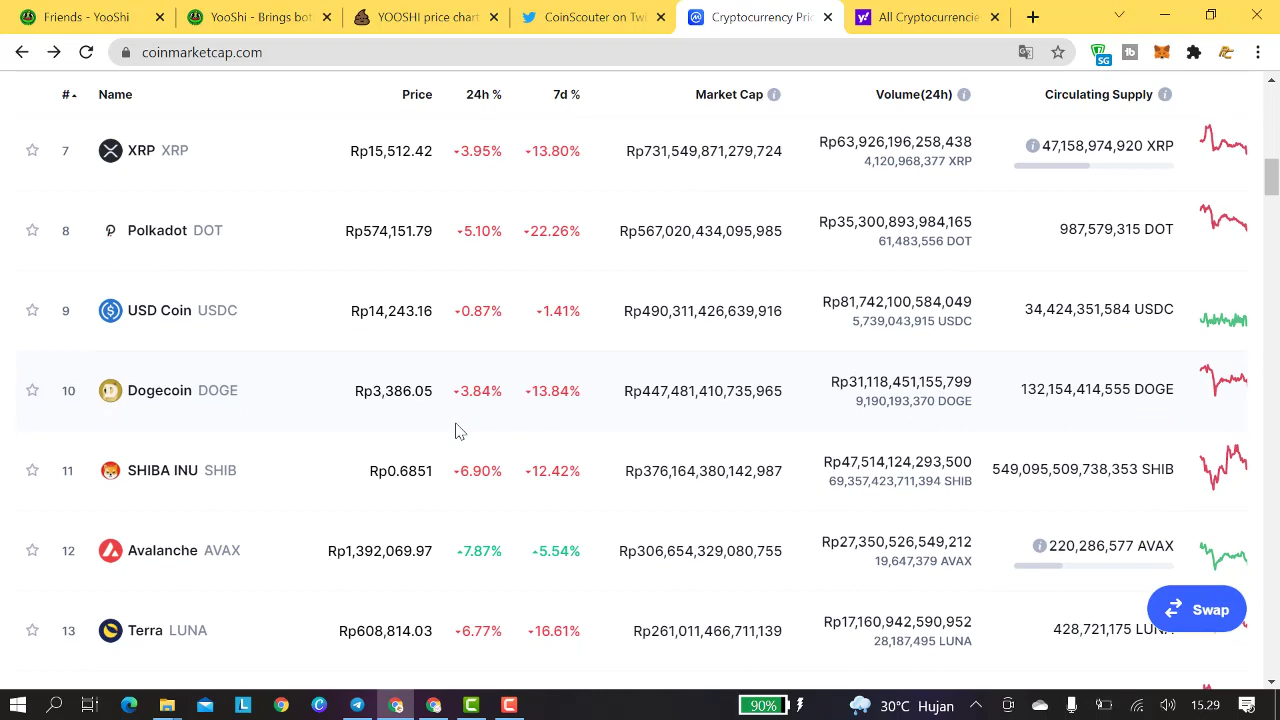 Friends - YooShi
YooShi - Brings bot
YOOSHI price chart
CoinScouter on Tw
Cryptocurrency Pric
All Cryptocurrencie
coinmarketcap.com
SG
tb
# Name Price 24h % 7d % Market Cap Volume(24h) Circulating Supply
7 XRP XRP Rp15,512.42 3.95% 13.80% Rp731,549,871,279,724 Rp63,926,196,258,438 47,158,974,920 XRP
4,120,968,377 XRP
8 Polkadot DOT Rp574,151.79 5.10% 22.26% Rp567,020,434,095,985 Rp35,300,893,984,165 987,579,315 DOT
61,483,556 DOT
9 USD Coin USDC Rp14,243.16 0.87% 1.41% Rp490,311,426,639,916 Rp81,742,100,584,049 34,424,351,584 USDC
5,739,043,915 USDC
10 Dogecoin DOGE Rp3,386.05 3.84% 13.84% Rp447,481,410,735,965 Rp31,118,451,155,799 132,154,414,555 DOGE
9,190,193,370 DOGE
11 SHIBA INU SHIB Rp0.6851 6.90% 12.42% Rp376,164,380,142,987 Rp47,514,124,293,500 549,095,509,738,353 SHIB
69,357,423,711,394 SHIB
12 Avalanche AVAX Rp1,392,069.97 7.87% 5.54% Rp306,654,329,080,755 Rp27,350,526,549,212 220,286,577 AVAX
19,647,379 AVAX
Swap
13 Terra LUNA Rp608,814.03 6.77% 16.61% Rp261,011,466,711,139 Rp17,160,942,590,952 428,721,175 LUNA
28,187,495 LUNA
90% 30°C Hujan 15.29